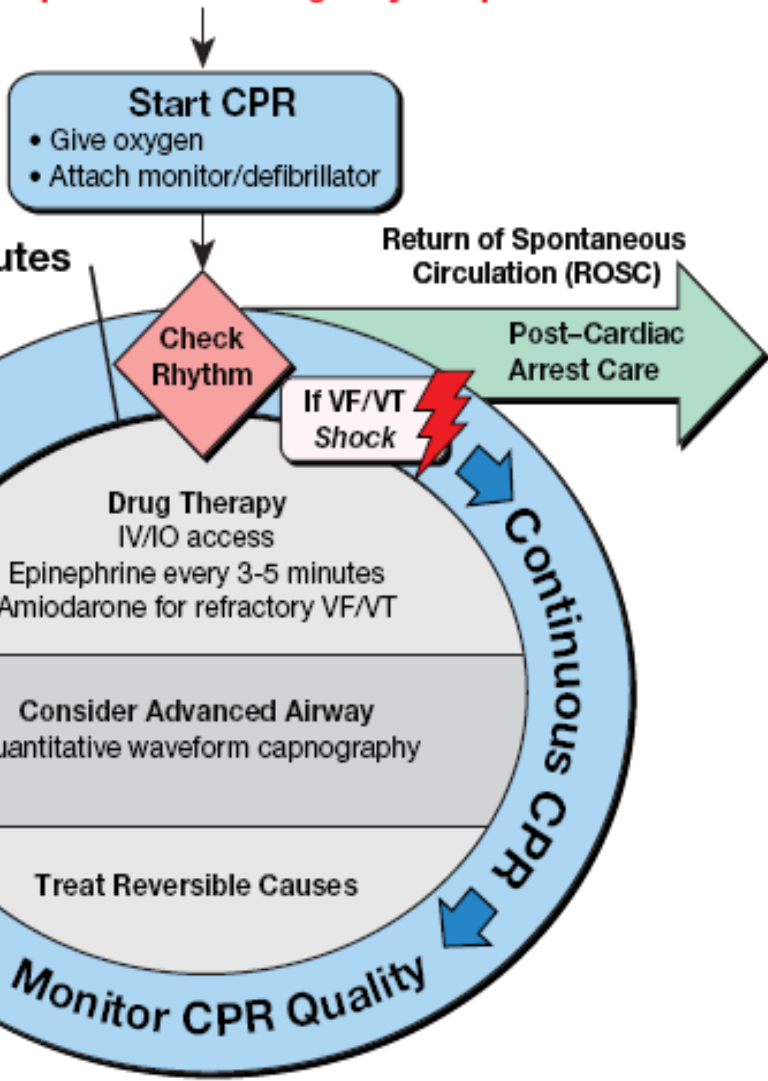 Start CPR
• Give oxygen
• Attach monitor/defibrillator
Return of Spontaneous
Circulation (ROSC)
utes
Check
Rhythm
Post–Cardiac
Arrest Care
If VF/VT
Shock
Drug Therapy
IV/IO access
Epinephrine every 3-5 minutes
Amiodarone for refractory VF/VT
Consider Advanced Airway
uantitative waveform capnography
Treat Reversible Causes
Continuous CPR
Monitor CPR Quality